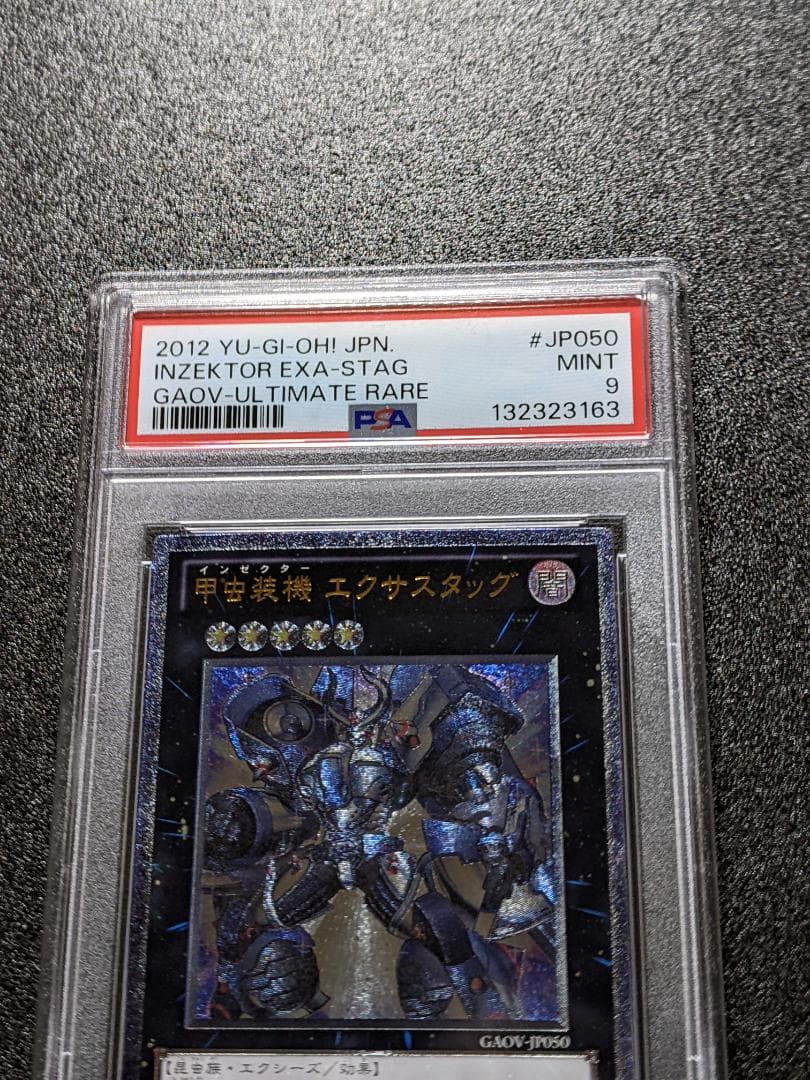 2012 YU-GI-OH! JPN. #JP050
INZEKTOR EXA-STAG MINT
GAOV-ULTIMATE RARE 9
PSA 132323163
インゼクター
甲虫装機 エクサスタッグ
闇
GAOV-JP050
【昆虫族・エクシーズ/効果】